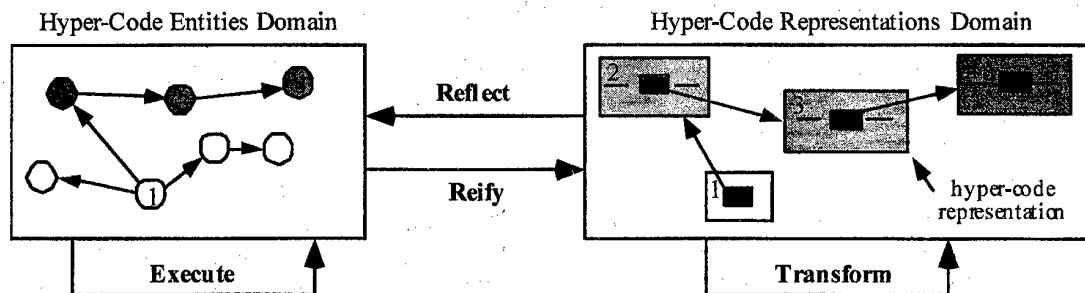 Hyper-Code Entities Domain
Hyper-Code Representations Domain
2
Reflect
3
1
1
Reify
hyper-code
representation
Execute
Transform